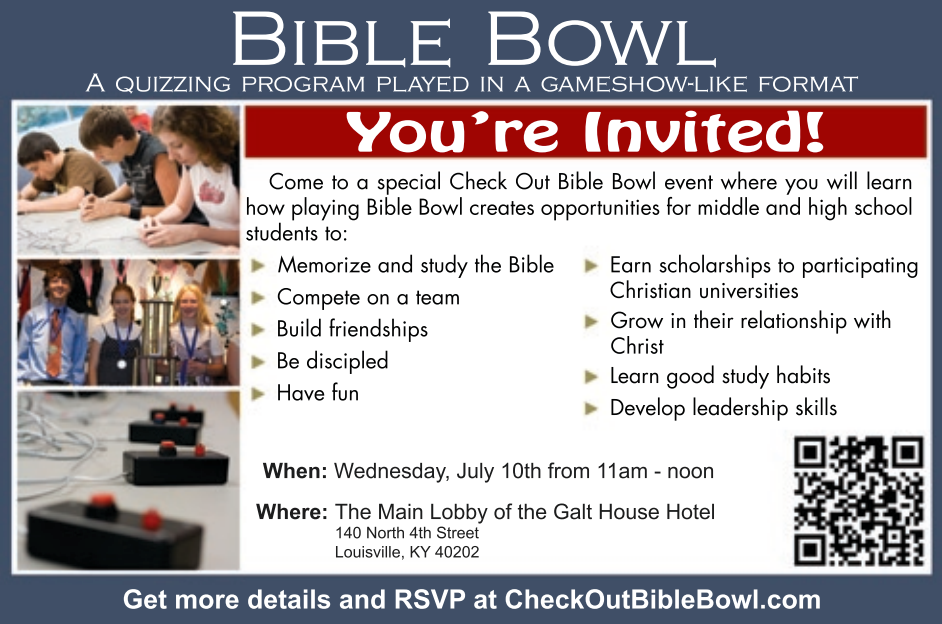 BIBLE BOWL
A QUIZZING PROGRAM PLAYED IN A GAMESHOW-LIKE FORMAT
You're Invited!
Come to a special Check Out Bible Bowl event where you will learn
how playing Bible Bowl creates opportunities for middle and high school
students to:
Memorize and study the Bible
Compete on a team
Build friendships
Be discipled
Have fun
Earn scholarships to participating
Christian universities
Grow in their relationship with
Christ
Learn good study habits
Develop leadership skills
When: Wednesday, July 10th from 11am - noon
Where: The Main Lobby of the Galt House Hotel
140 North 4th Street
Louisville, KY 40202
Get more details and RSVP at CheckOutBibleBowl.com